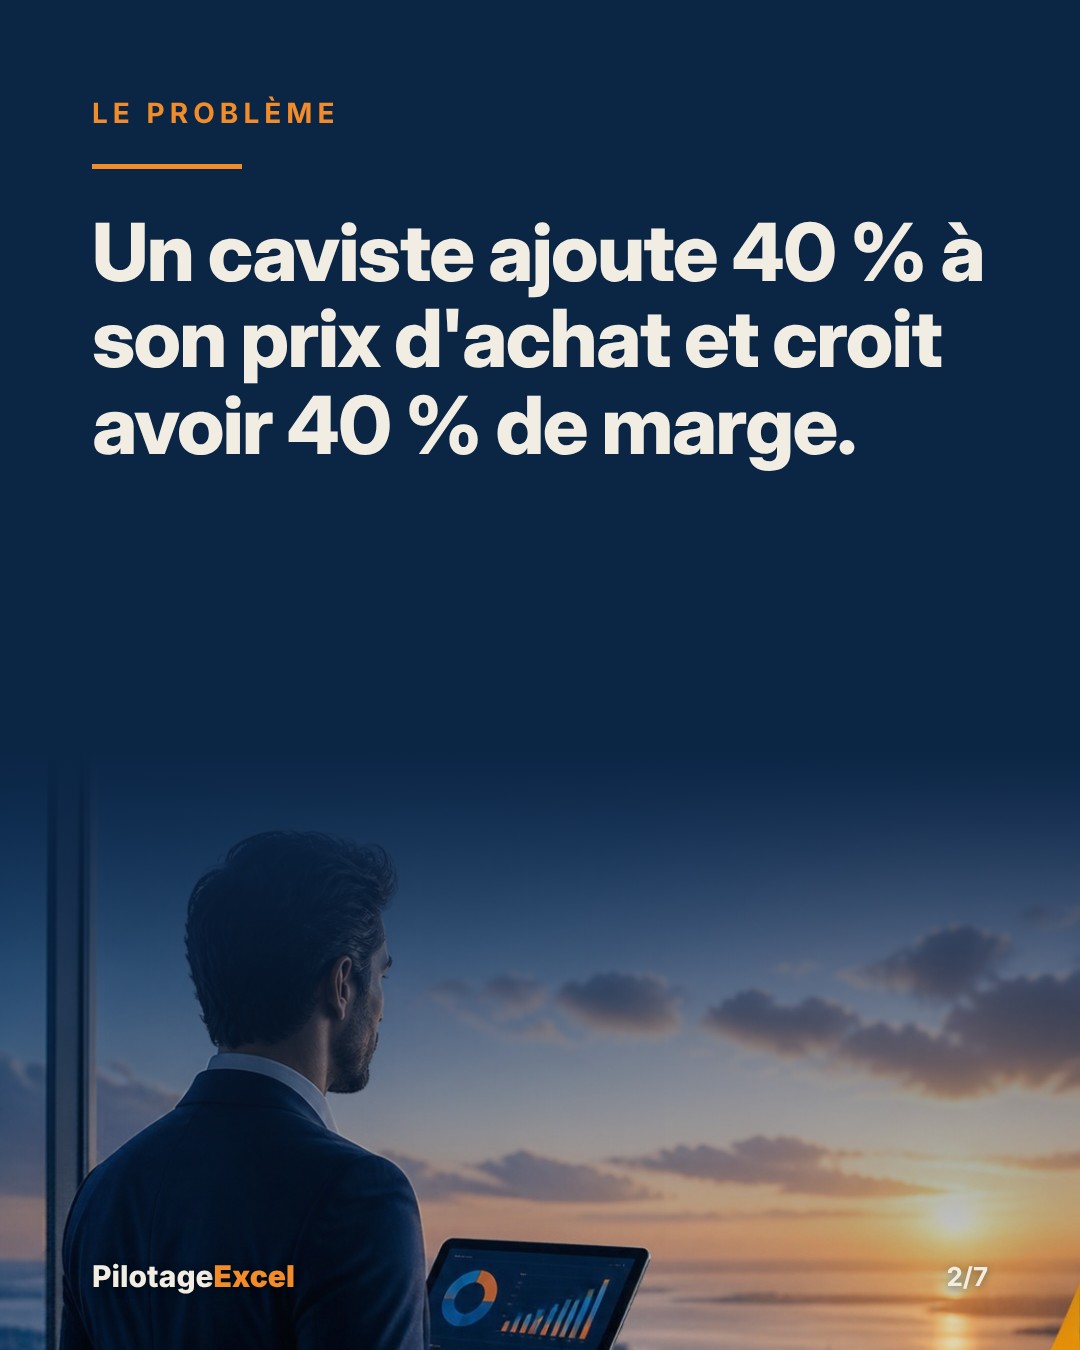 LE PROBLÈME
Un caviste ajoute 40 % à
son prix d'achat et croit
avoir 40 % de marge.
PilotageExcel
2/7